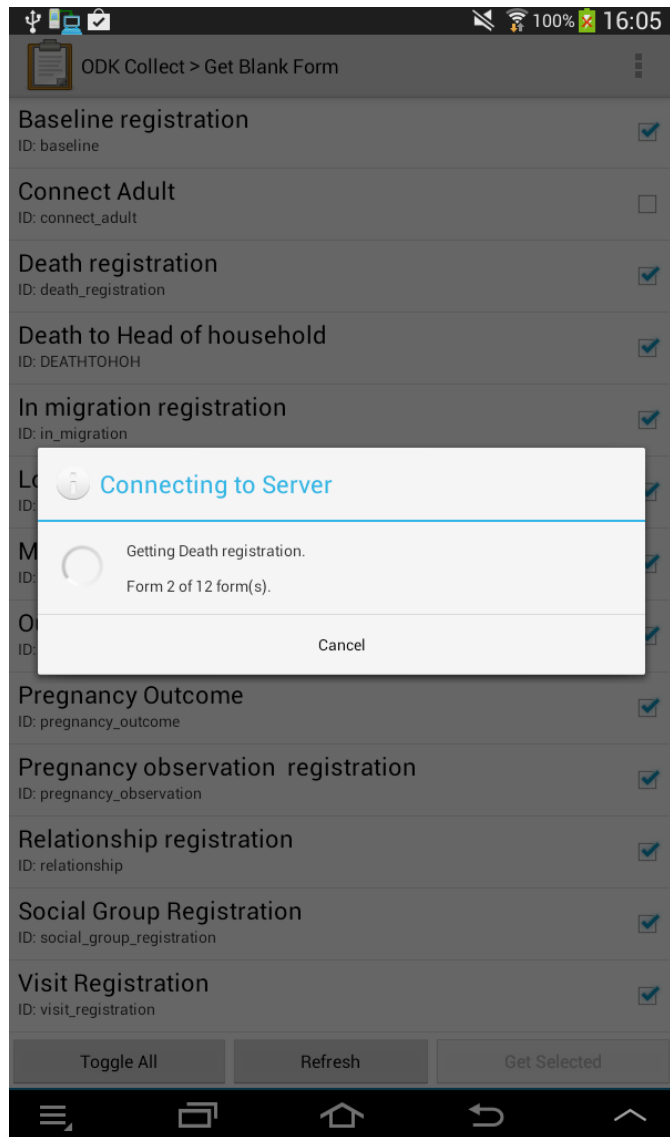 100% 16:05
ODK Collect > Get Blank Form
Baseline registration
ID: baseline
Connect Adult
ID: connect_adult
Death registration
ID: death_registration
Death to Head of household
ID: DEATHTOHOH
In migration registration
ID: in_migration
ID:
Connecting to Server
Getting Death registration.
ID:
Form 2 of 12 form(s).
ID:
Cancel
Pregnancy Outcome
ID: pregnancy_outcome
Pregnancy observation registration
ID: pregnancy_observation
Relationship registration
ID: relationship
Social Group Registration
ID: social_group_registration
Visit Registration
ID: visit_registration
Toggle All Refresh Get Selected